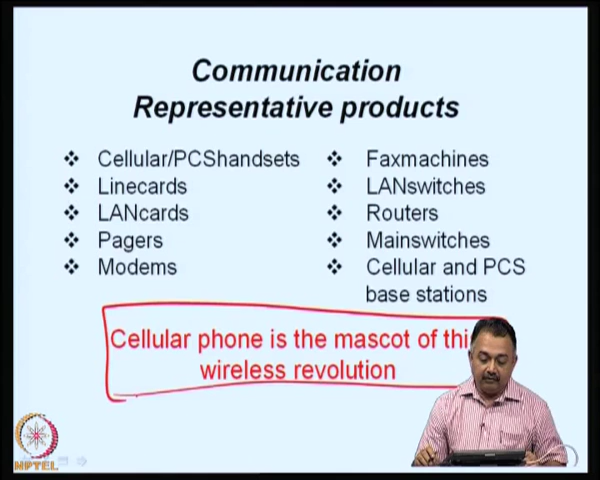 Communication
Representative products
Cellular/PCShandsets
Linecards
LANcards
Pagers
Modems
Faxmachines
LANswitches
Routers
Mainswitches
Cellular and PCS
base stations
Cellular phone is the mascot of thi
wireless revolution
NPTEL